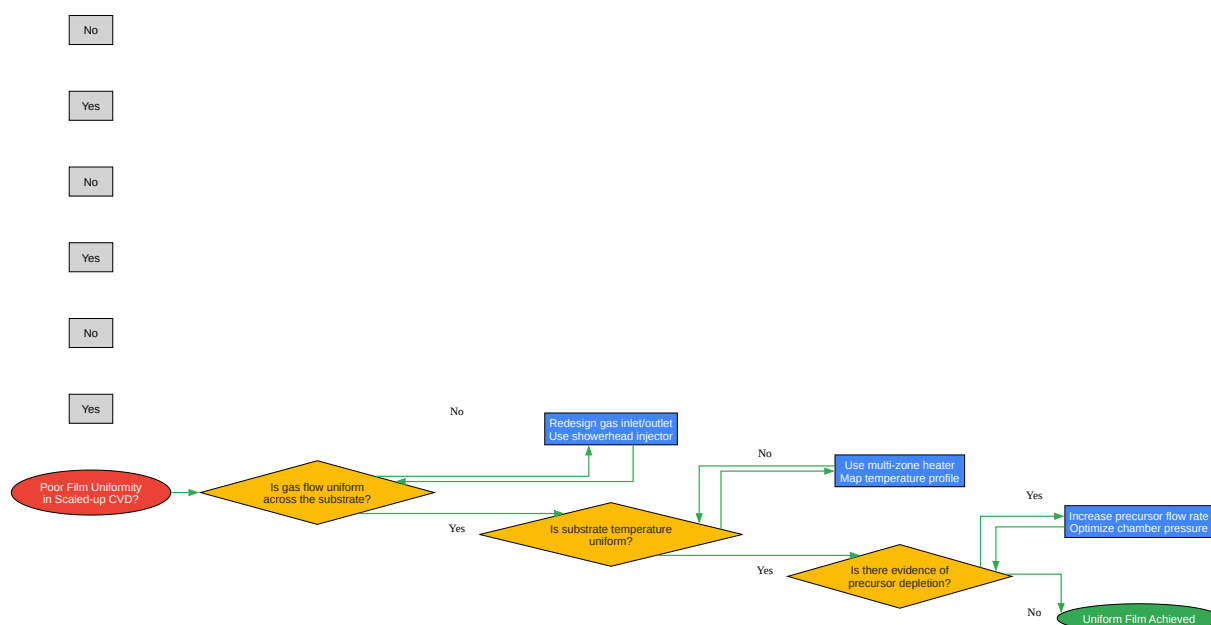 No
Yes
No
Yes
No
Yes
No
Redesign gas inlet/outlet
Use showerhead injector
No
Use multi-zone heater
Map temperature profile
Poor Film Uniformity
in Scaled-up CVD?
Is gas flow uniform
across the substrate?
Yes
Increase precursor flow rate
Optimize chamber pressure
Yes
Is substrate temperature
uniform?
Yes
Is there evidence of
precursor depletion?
No
Uniform Film Achieved